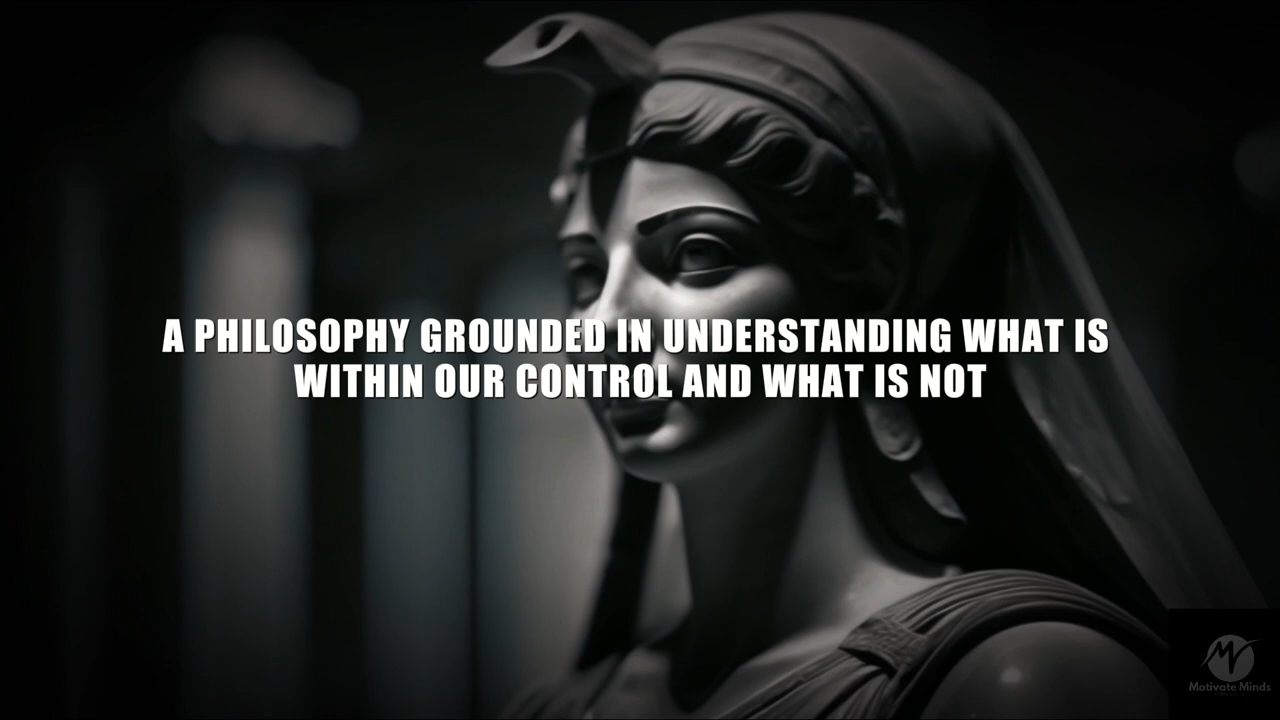 A PHILOSOPHY GROUNDED IN UNDERSTANDING WHAT IS
WITHIN OUR CONTROL AND WHAT IS NOT
Motivate Minds